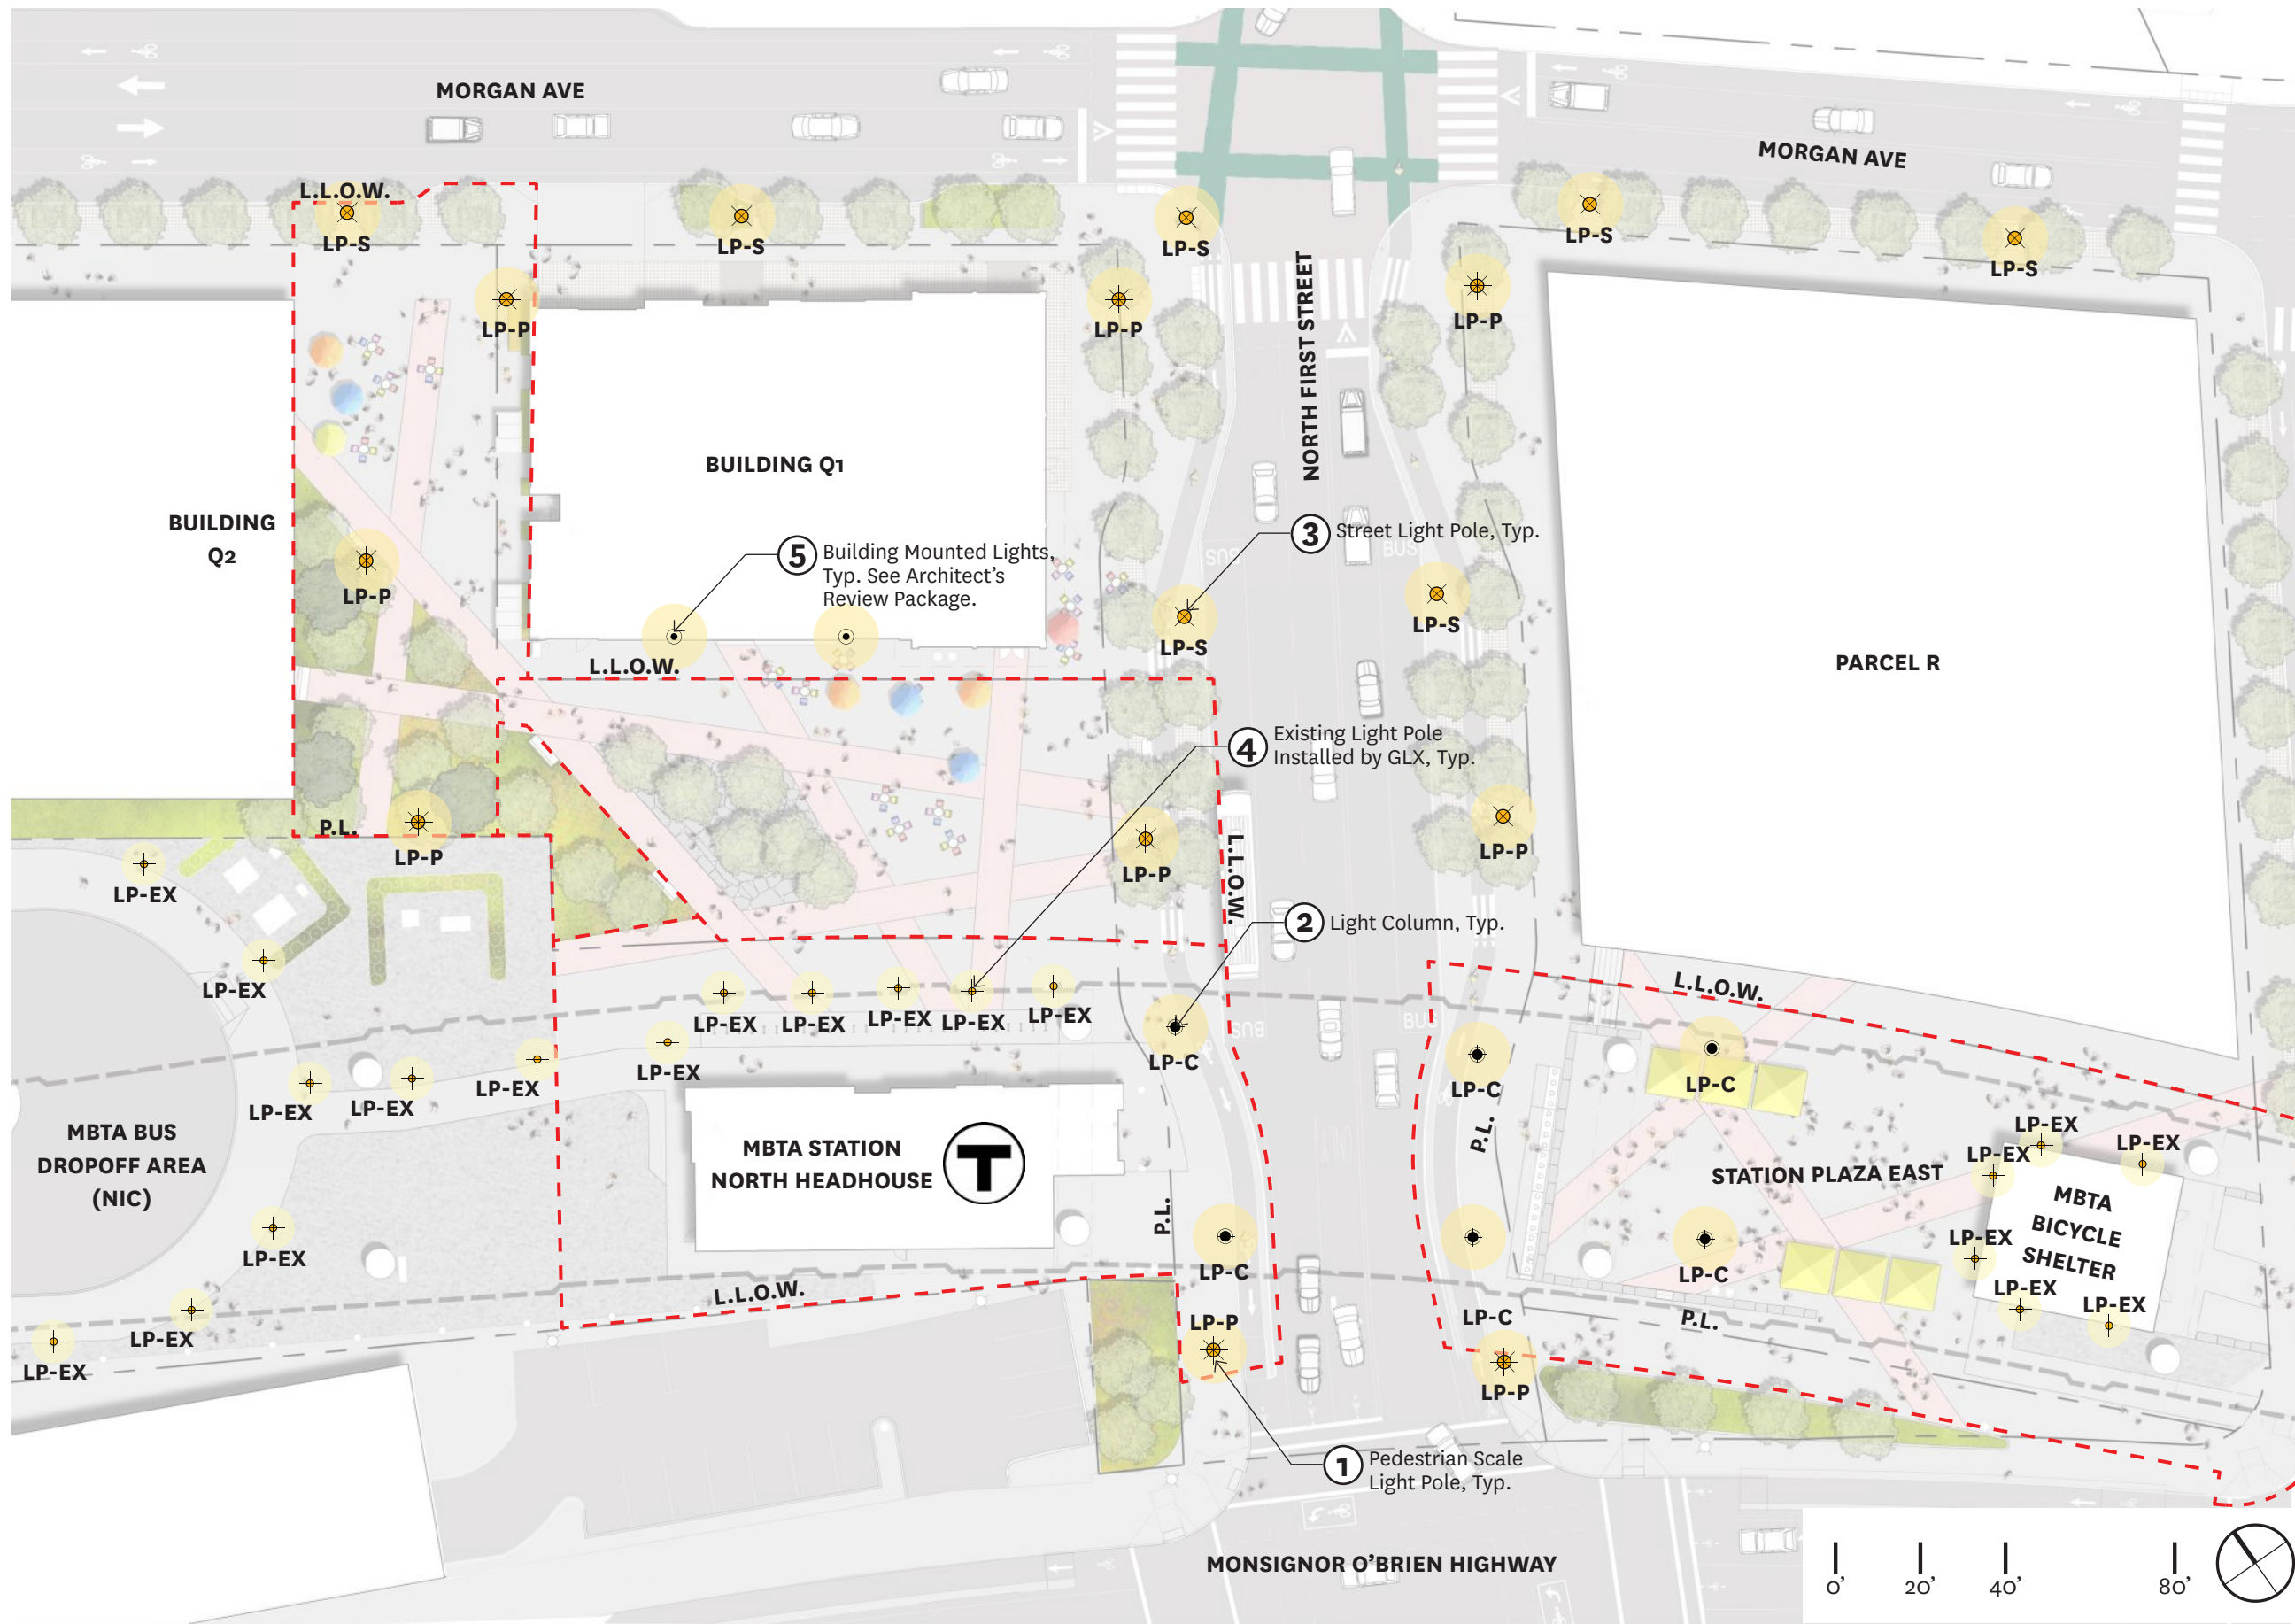 MORGAN AVE
MORGAN AVE
L.L.O.W.
LP-S
LP-S
LP-S
LP-S
LP-S
LP-P
LP-P
LP-P
NORTH FIRST STREET
BUILDING Q1
BUILDING
Q2
5
Building Mounted Lights,
Typ. See Architect's
Review Package.
3
Street Light Pole, Typ.
BUS
BUS
LP-P
LP-S
LP-S
L.L.O.W.
PARCEL R
4
Existing Light Pole
Installed by GLX, Typ.
P.L.
LP-P
LP-P
LP-P
L.L.O.W.
LP-EX
2
Light Column, Typ.
LP-EX
L.L.O.W.
LP-EX
LP-EX
LP-EX
LP-EX
LP-EX
BUS
BUS
LP-EX
LP-C
LP-C
LP-C
LP-EX
LP-EX
LP-EX
MBTA BUS
DROPOFF AREA
(NIC)
MBTA STATION
NORTH HEADHOUSE
T
P.L.
P.L.
STATION PLAZA EAST
LP-EX
LP-EX
LP-EX
MBTA
BICYCLE
SHELTER
LP-EX
LP-EX
LP-EX
LP-EX
LP-EX
LP-EX
L.L.O.W.
LP-C
LP-C
LP-C
LP-P
P.L.
LP-P
1
Pedestrian Scale
Light Pole, Typ.
MONSIGNOR O'BRIEN HIGHWAY
0'
20'
40'
80'